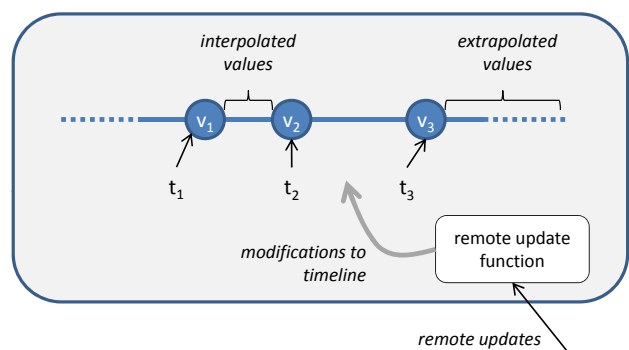 interpolated
values
extrapolated
values
v1
v2
v3
t1
t2
t3
modifications to
timeline
remote update
function
remote updates